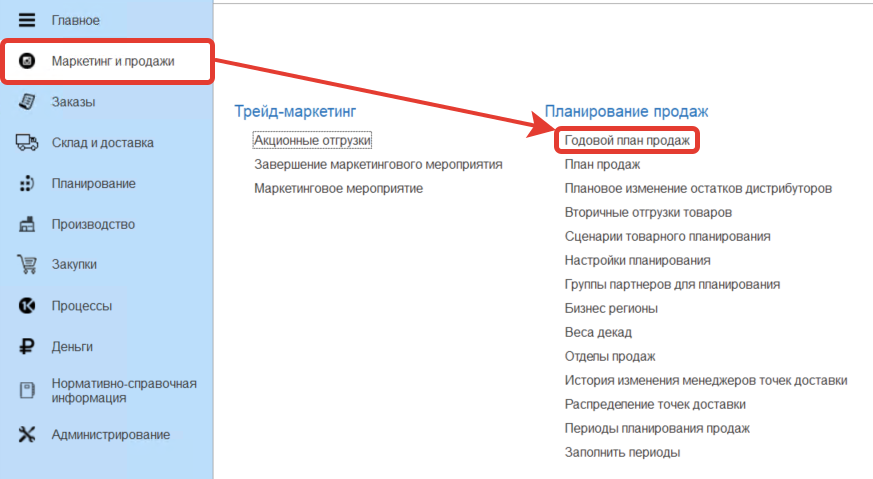 Главное
Маркетинг и продажи
Заказы
Склад и доставка
Планирование
Производство
Закупки
Процессы
Деньги
Нормативно-справочная
информация
Администрирование
Трейд-маркетинг
Акционные отгрузки
Завершение маркетингового мероприятия
Маркетинговое мероприятие
Планирование продаж
Годовой план продаж
План продаж
Плановое изменение остатков дистрибуторов
Вторичные отгрузки товаров
Сценарии товарного планирования
Настройки планирования
Группы партнеров для ппанирования
Бизнес регионы
Веса декад
Отделы продаж
История изменения менеджеров точек доставки
Распределение точек доставки
Периоды планирования продаж
Заполнить периоды